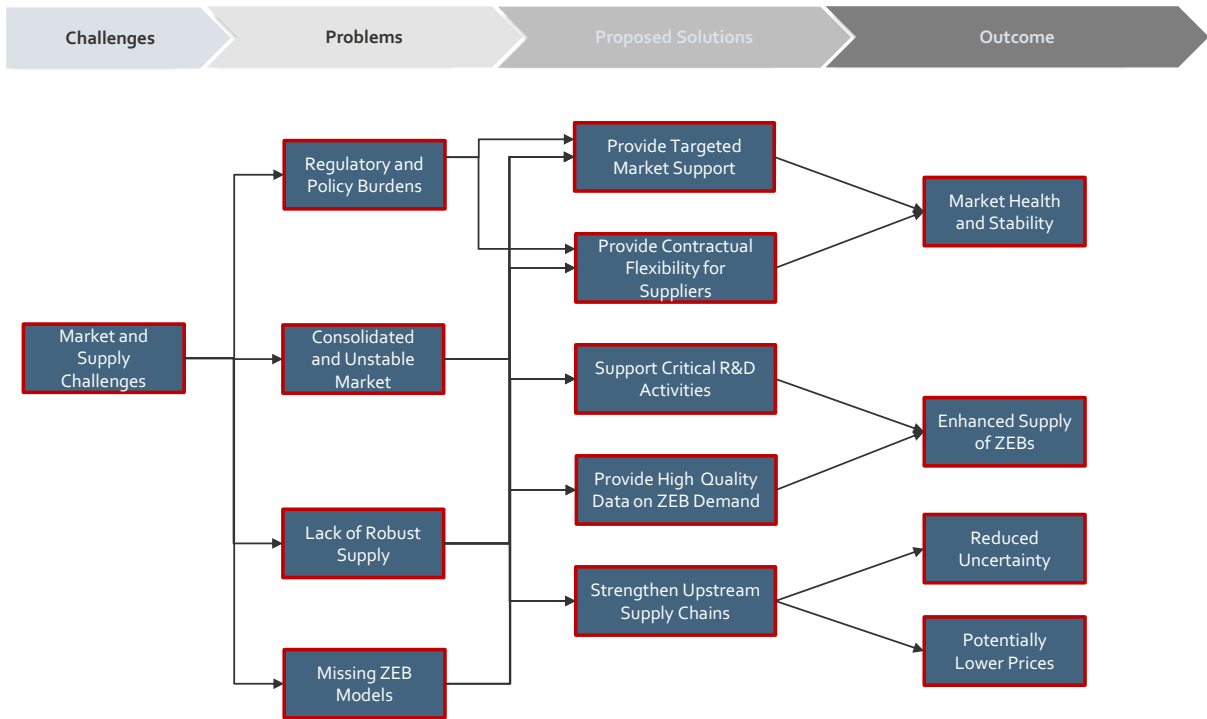 Challenges
Problems
Proposed Solutions
Outcome
Market and
Supply
Challenges
Regulatory and
Policy Burdens
Consolidated
and Unstable
Market
Lack of Robust
Supply
Missing ZEB
Models
Provide Targeted
Market Support
Provide Contractual
Flexibility for
Suppliers
Support Critical R&D
Activities
Provide High Quality
Data on ZEB Demand
Strengthen Upstream
Supply Chains
Market Health
and Stability
Enhanced Supply
of ZEBs
Reduced
Uncertainty
Potentially
Lower Prices